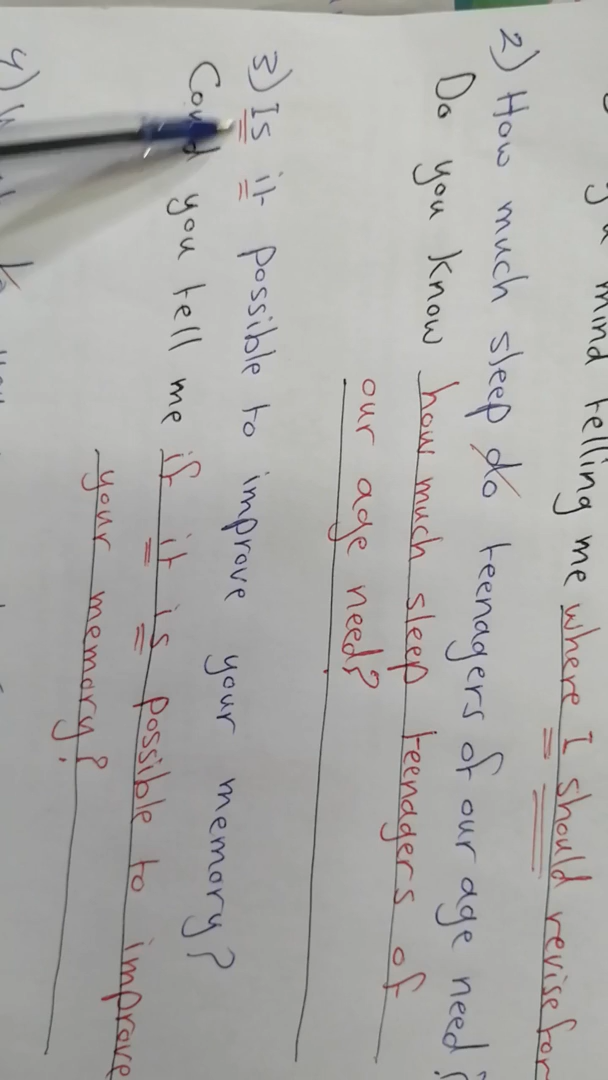 mind telling me where I should revise for
2) How much sleep do teenagers of our age need?
Do you know how much sleep teenagers of
our age need?
3) Is it possible to improve your memory?
Could you tell me if it is possible to improve
your memory?
4)